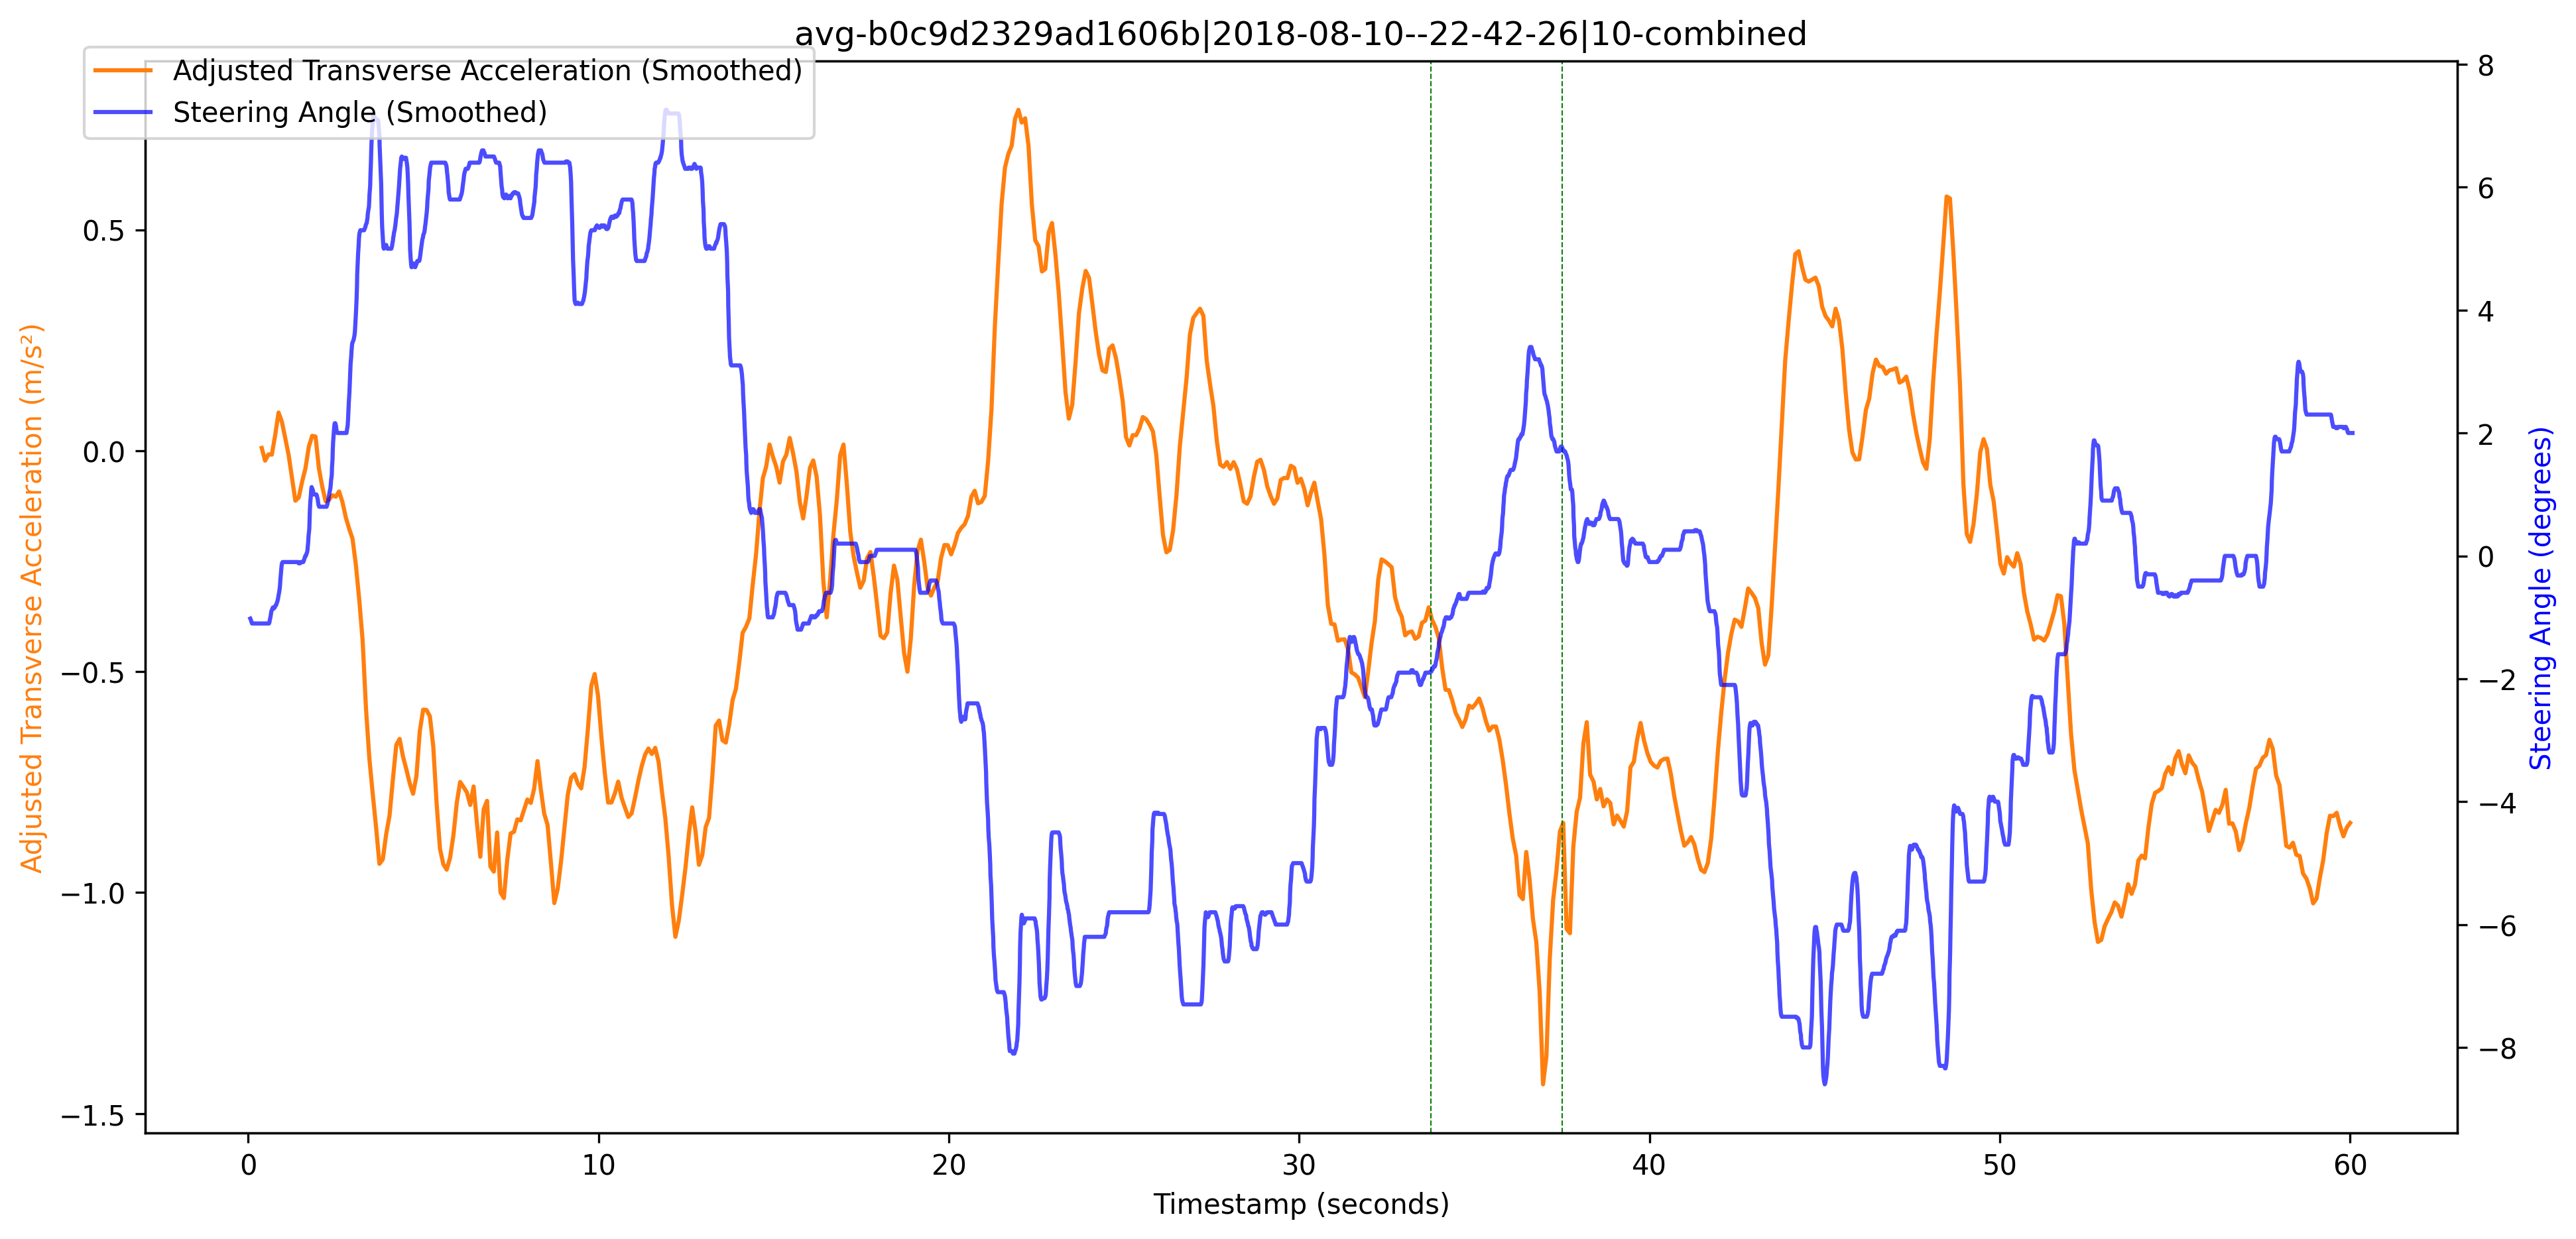 avg-b0c9d2329ad1606b|2018-08-10--22-42-26|10-combined
Adjusted Transverse Acceleration (Smoothed)
Steering Angle (Smoothed)
Adjusted Transverse Acceleration (m/s²)
0.5
0.0
−0.5
−1.0
−1.5
8
6
4
2
0
−2
−4
−6
−8
Steering Angle (degrees)
0 10 20 30 40 50 60
Timestamp (seconds)